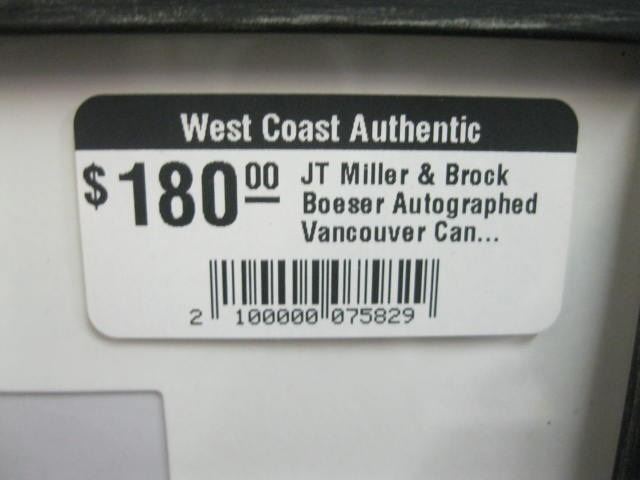 West Coast Authentic
$180.00 JT Miller & Brock
Boeser Autographed
Vancouver Can...
2 100000 075829